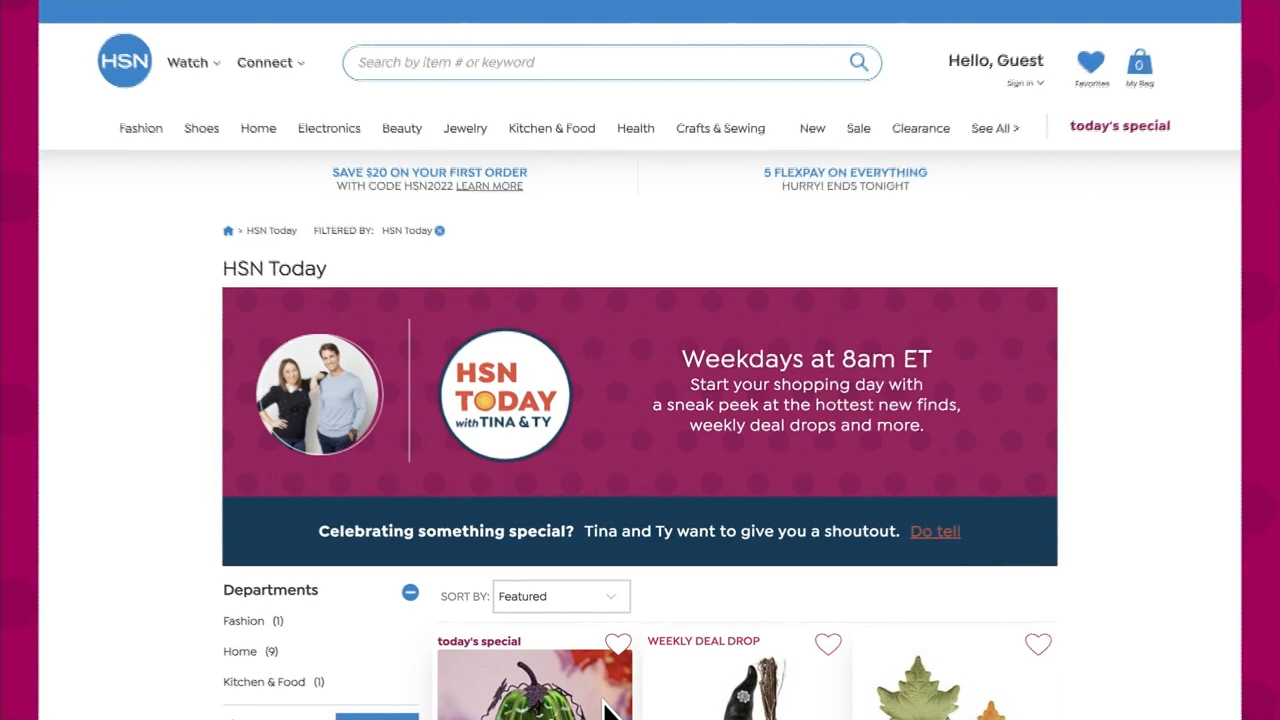 HSN
Watch
Connect
Search by item # or keyword
Hello, Guest
Sign In
Favorites
0
My Bag
Fashion
Shoes
Home
Electronics
Beauty
Jewelry
Kitchen & Food
Health
Crafts & Sewing
New
Sale
Clearance
See All >
today's special
SAVE $20 ON YOUR FIRST ORDER
WITH CODE HSN2022 LEARN MORE
5 FLEXPAY ON EVERYTHING
HURRY! ENDS TONIGHT
> HSN Today
FILTERED BY: HSN Today
HSN Today
HSN
TODAY
with TINA & TY
Weekdays at 8am ET
Start your shopping day with
a sneak peek at the hottest new finds,
weekly deal drops and more.
Celebrating something special? Tina and Ty want to give you a shoutout. Do tell
Departments
Fashion (1)
Home (9)
Kitchen & Food (1)
SORT BY: Featured
today's special
WEEKLY DEAL DROP